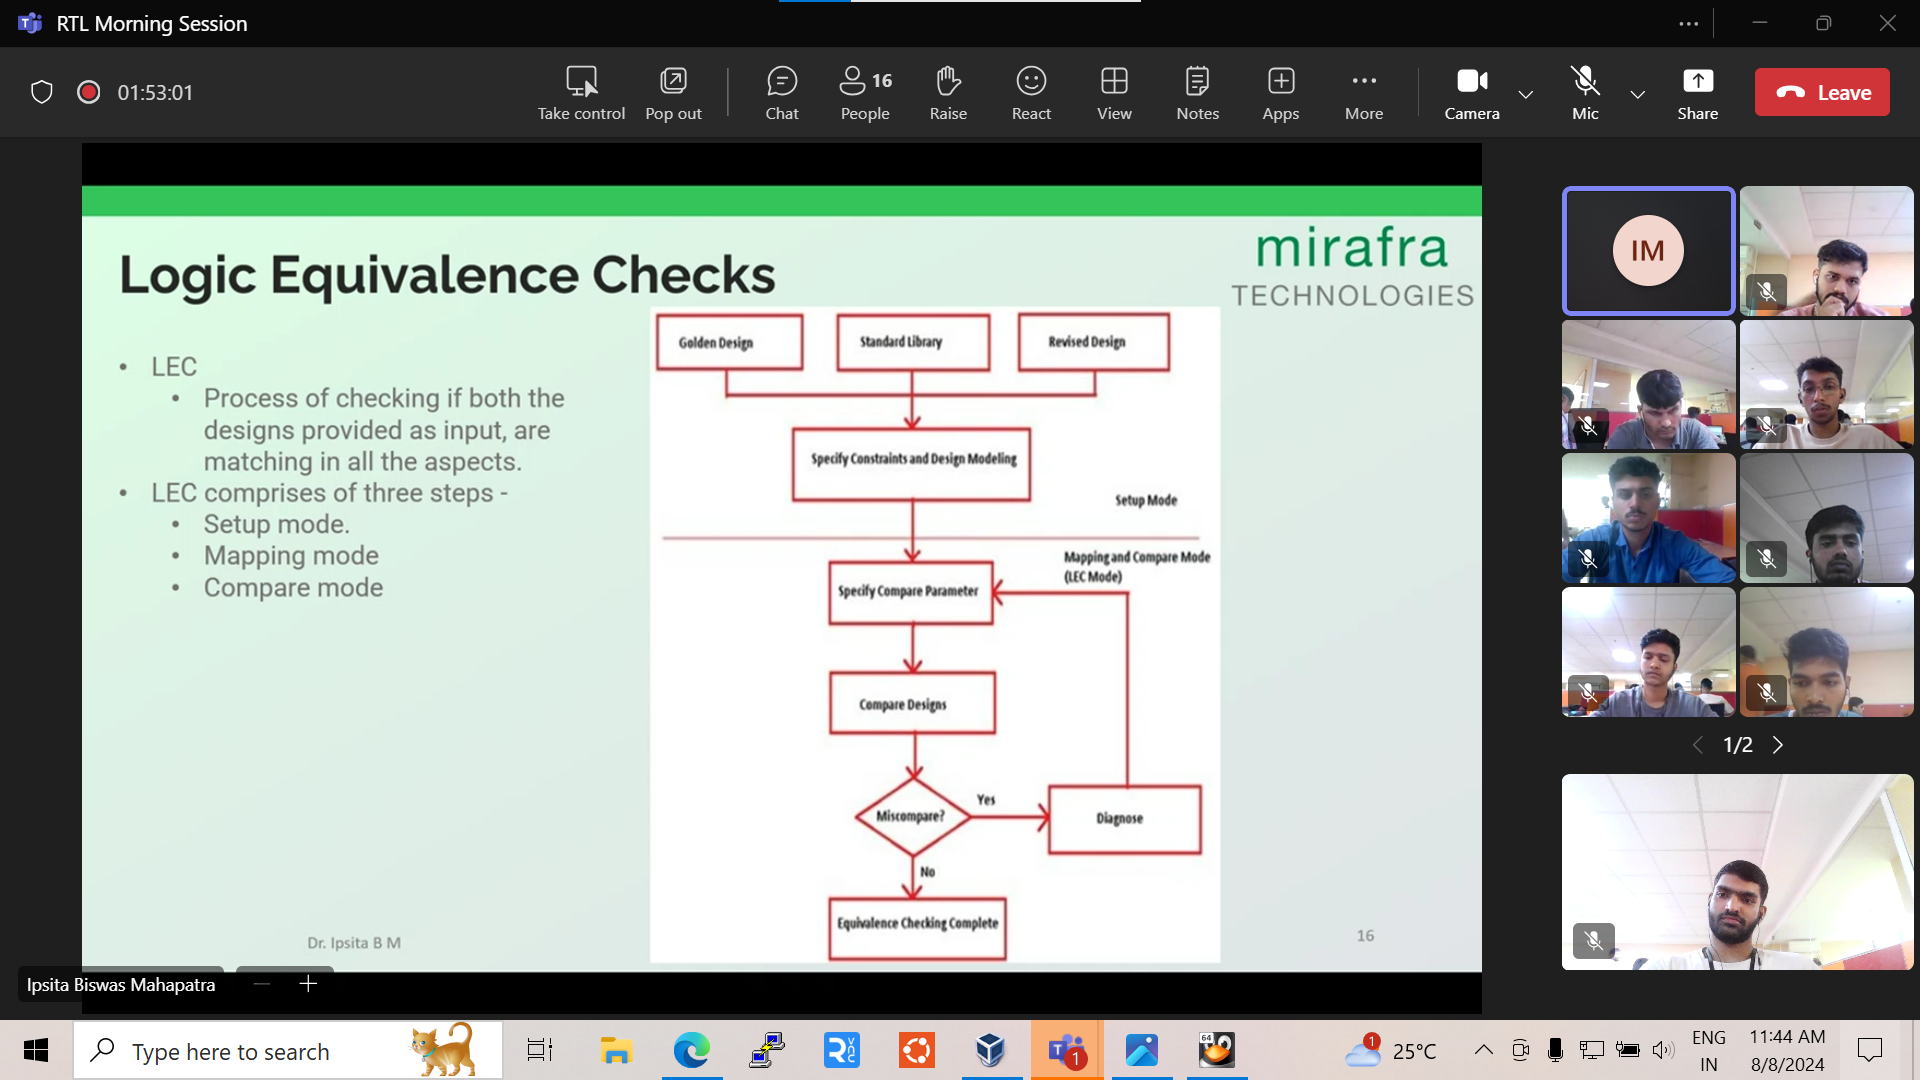 RTL Morning Session
01:53:01
Take control
Pop out
Chat
16
People
Raise
React
View
Notes
Apps
More
Camera
Mic
Share
Leave
mirafra
TECHNOLOGIES
Logic Equivalence Checks
• LEC
• Process of checking if both the
designs provided as input, are
matching in all the aspects.
• LEC comprises of three steps -
• Setup mode.
• Mapping mode
• Compare mode
Golden Design
Standard Library
Revised Design
Specify Constraints and Design Modeling
Setup Mode
Mapping and Compare Mode
(LEC Mode)
Specify Compare Parameter
Compare Designs
Miscompare?
Yes
Diagnose
No
Equivalence Checking Complete
Dr. Ipsita B M
16
IM
1/2
Ipsita Biswas Mahapatra
Type here to search
1
64
1
25°C
ENG
IN
11:44 AM
8/8/2024